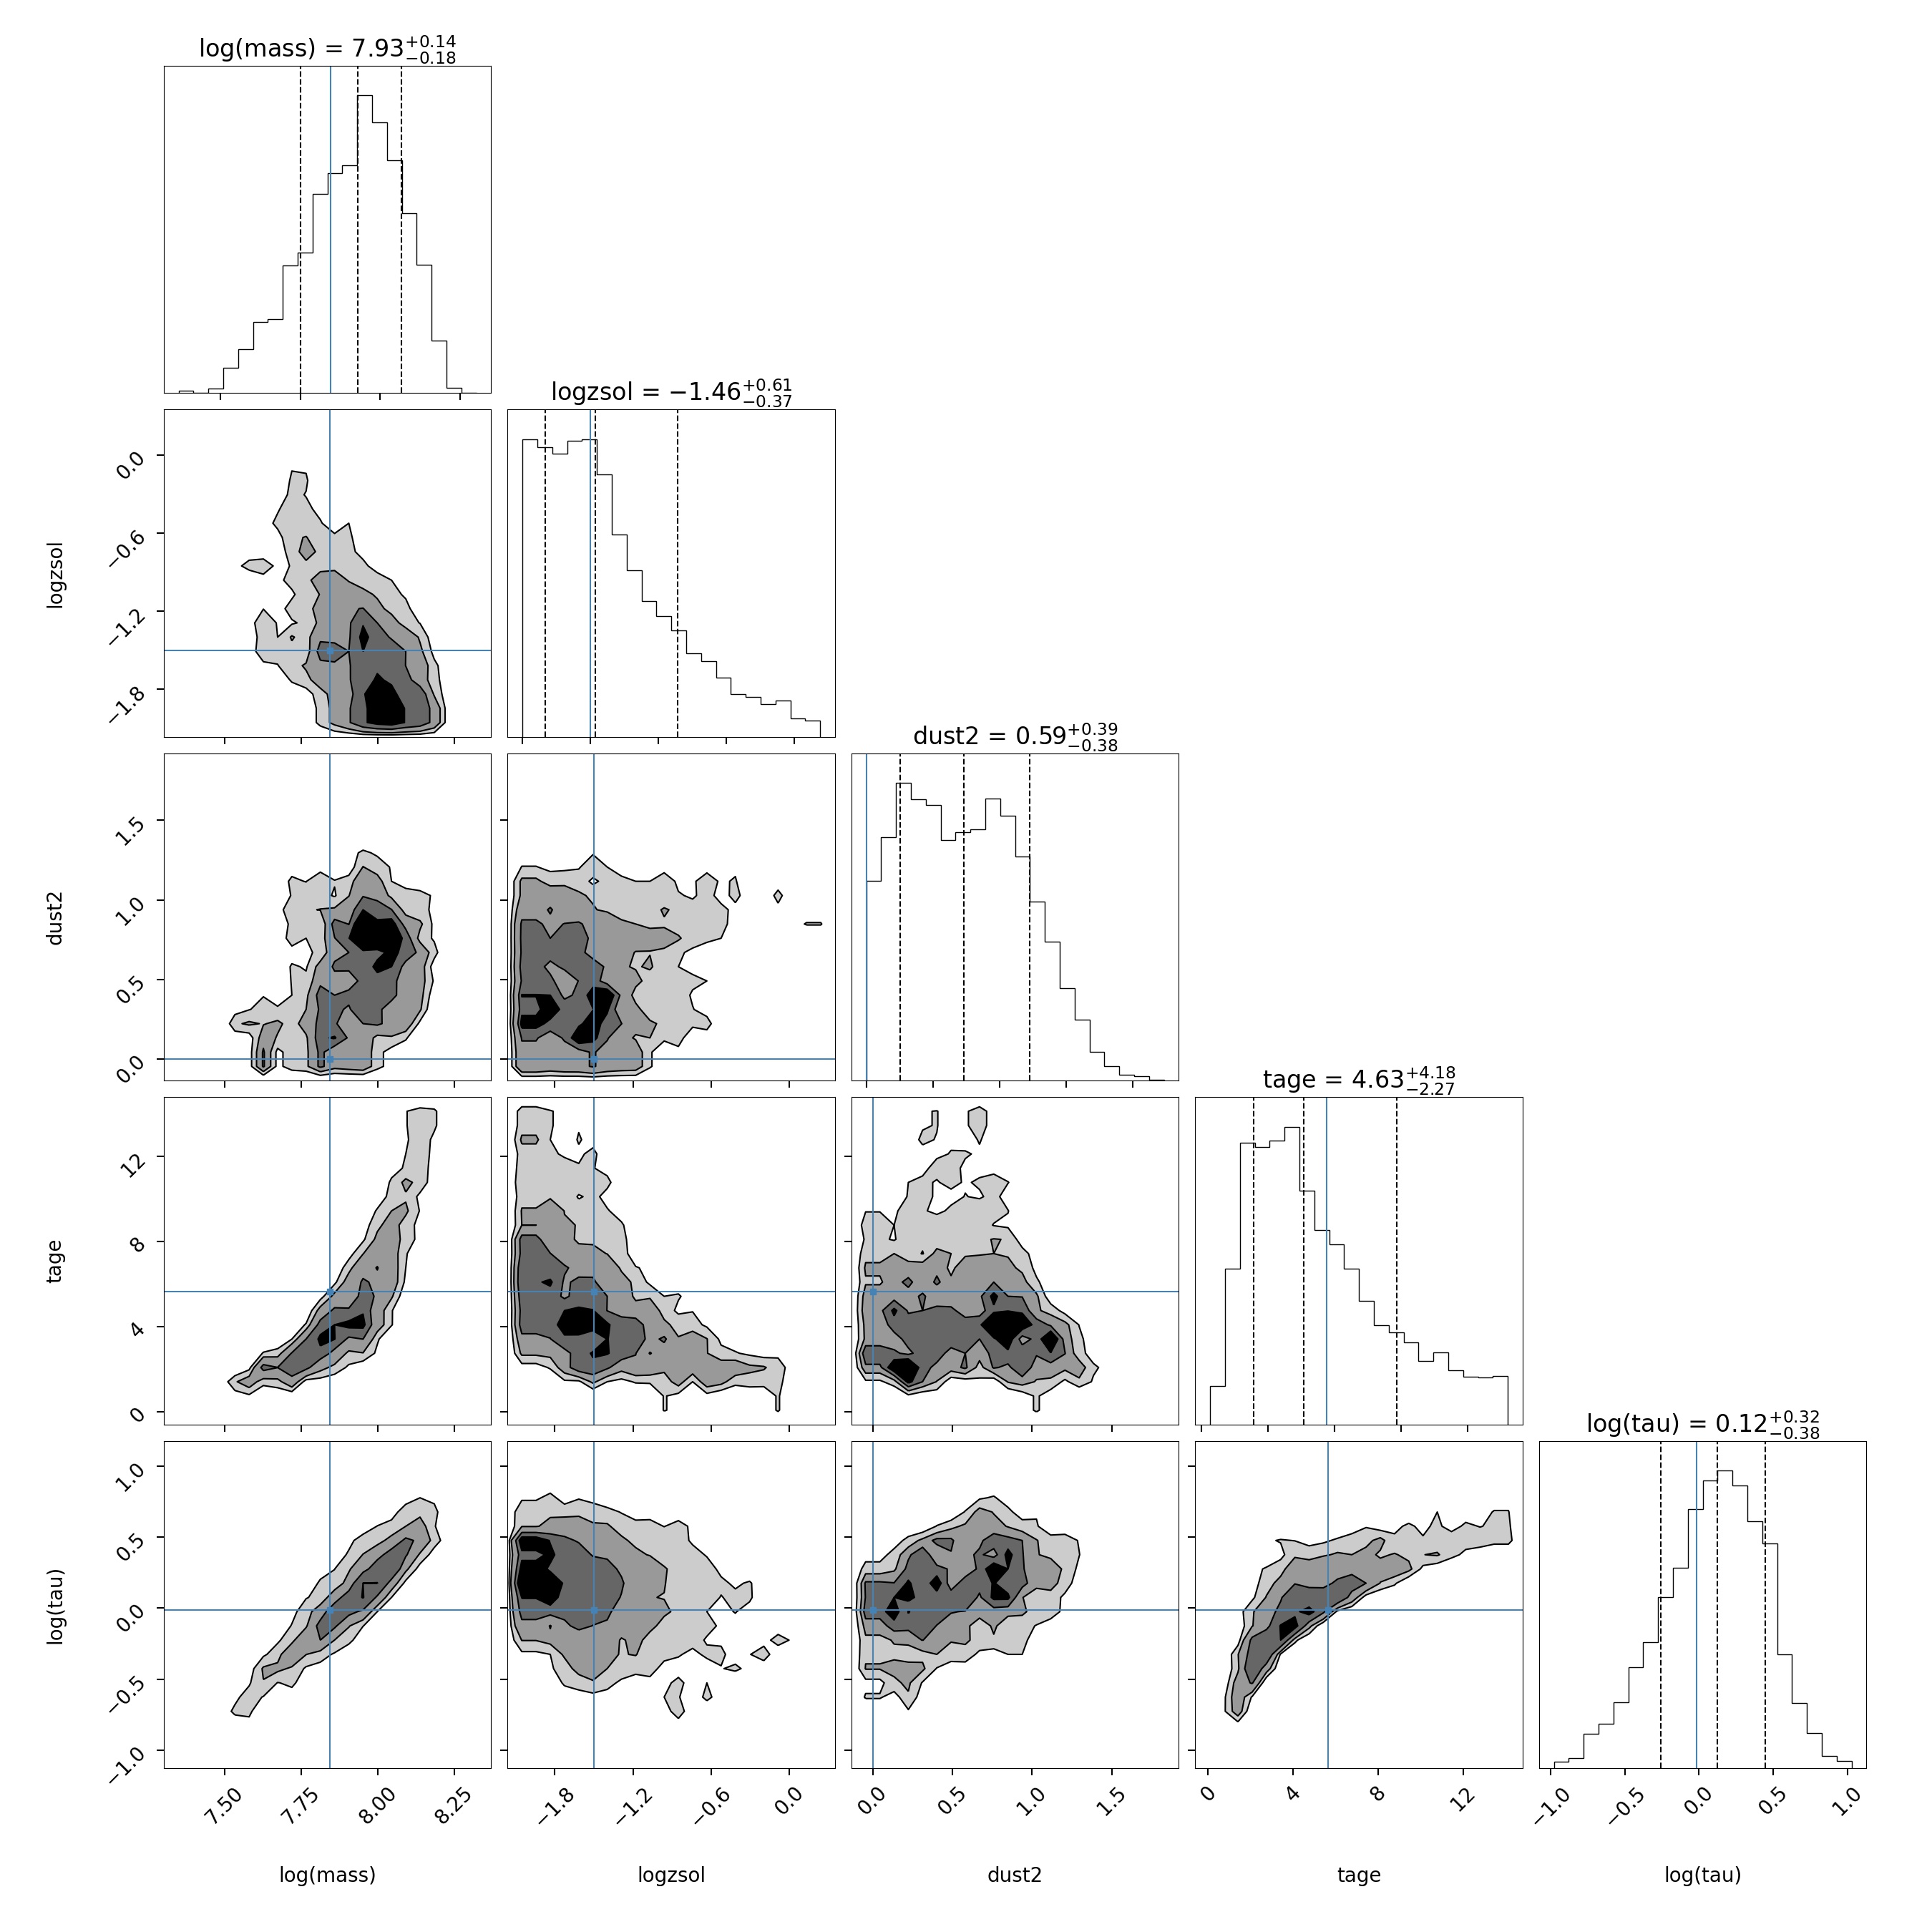 log(mass) = 7.93+0.14−0.18
logzsol = −1.46+0.61−0.37
0.0
−0.6
−1.2
−1.8
logzsol
dust2 = 0.59+0.39−0.38
1.5
1.0
0.5
0.0
dust2
tage = 4.63+4.18−2.27
12
8
4
0
tage
log(tau) = 0.12+0.32−0.38
1.0
0.5
0.0
−0.5
−1.0
log(tau)
7.50 7.75 8.00 8.25 −1.8 −1.2 −0.6 0.0 0.0 0.5 1.0 1.5 0 4 8 12 −1.0 −0.5 0.0 0.5 1.0
log(mass) logzsol dust2 tage log(tau)